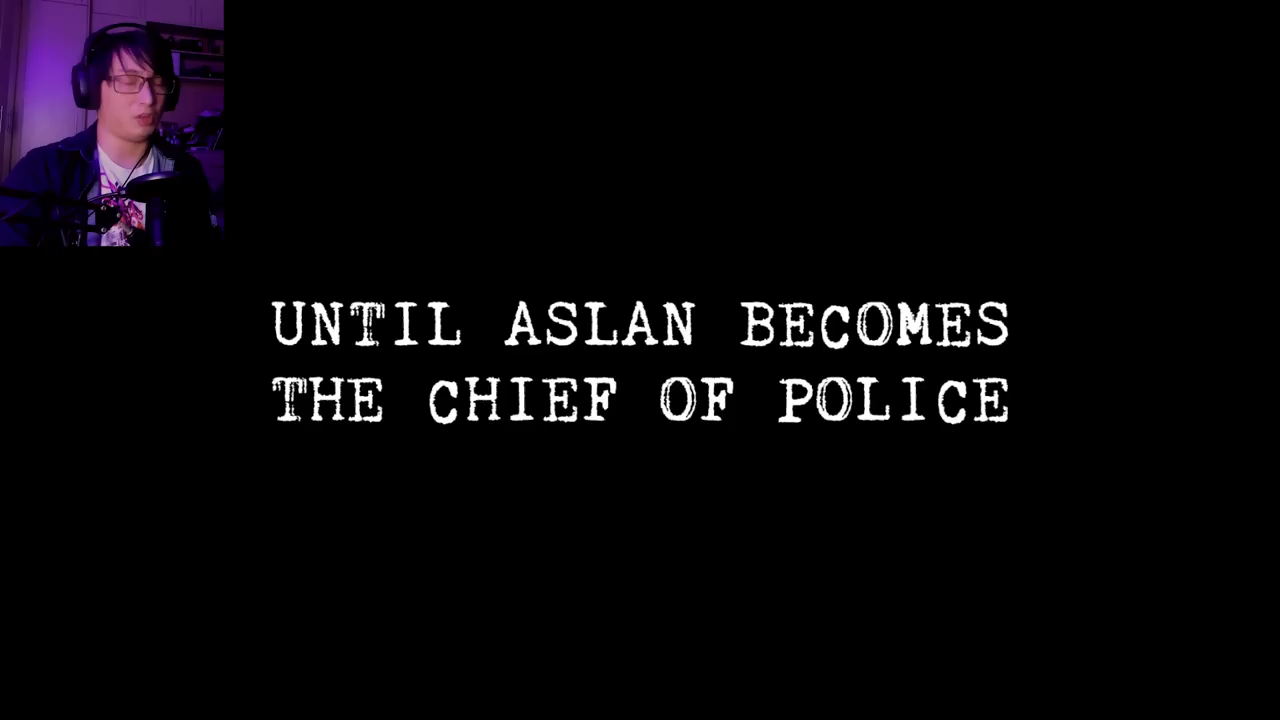 UNTIL ASLAN BECOMES
THE CHIEF OF POLICE